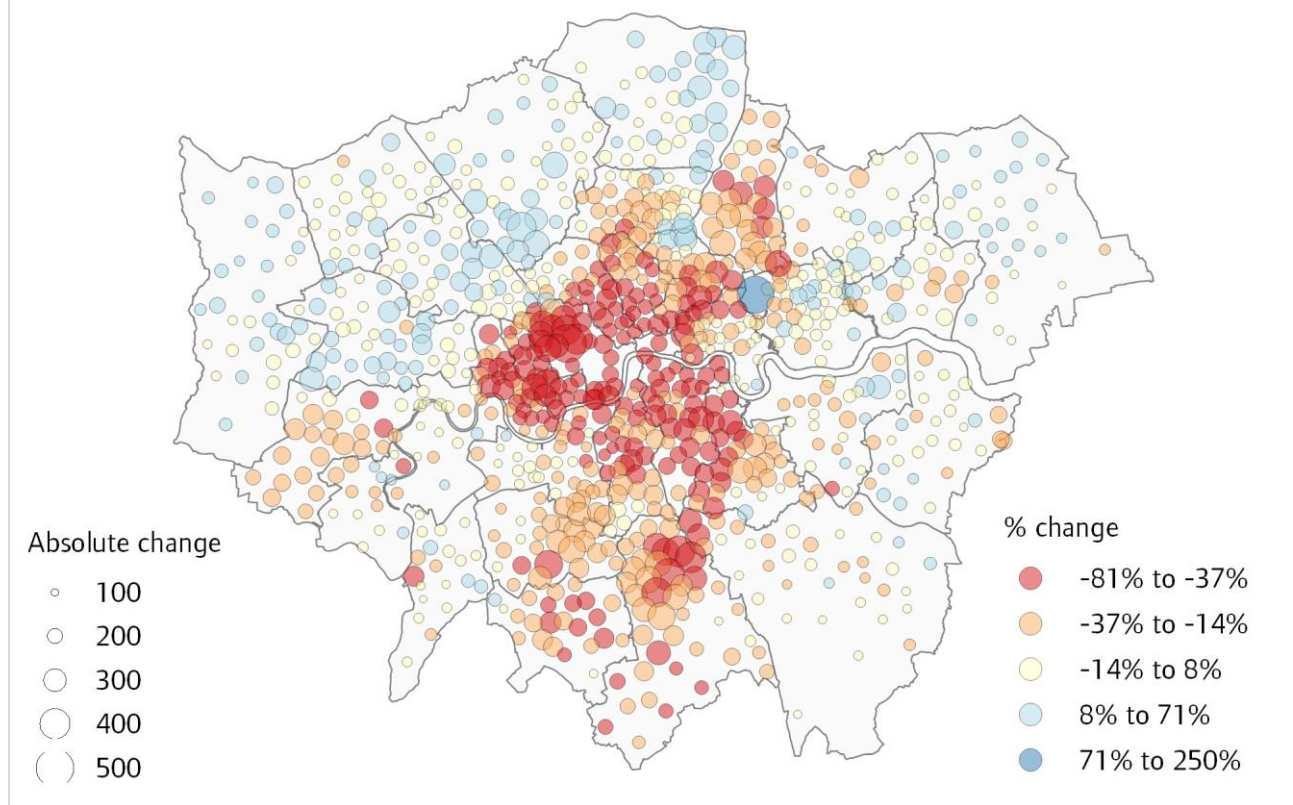 Absolute change
100
200
300
400
500
% change
-81% to -37%
-37% to -14%
-14% to 8%
8% to 71%
71% to 250%